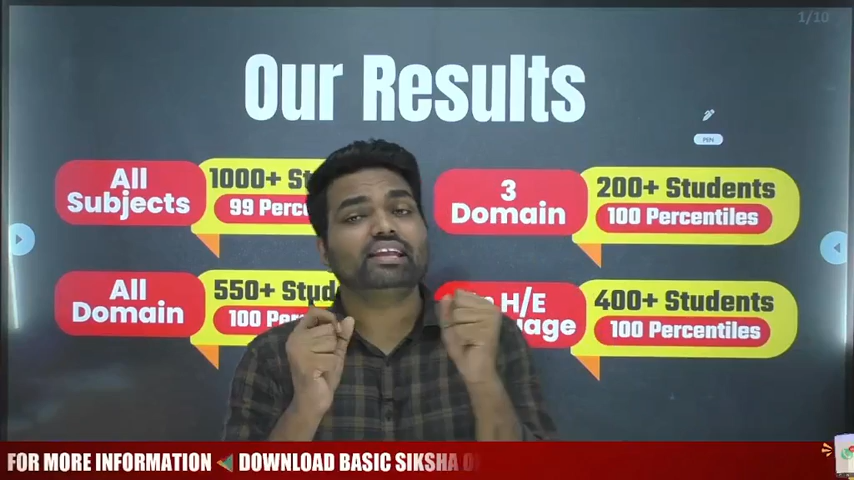 1/10
Our Results
PEN
All
Subjects
1000+
99
3
Domain
200+ Students
100 Percentiles
All
Domain
550+
100
H/E
400+ Students
100 Percentiles
FOR MORE INFORMATION DOWNLOAD BASIC SIKSHA